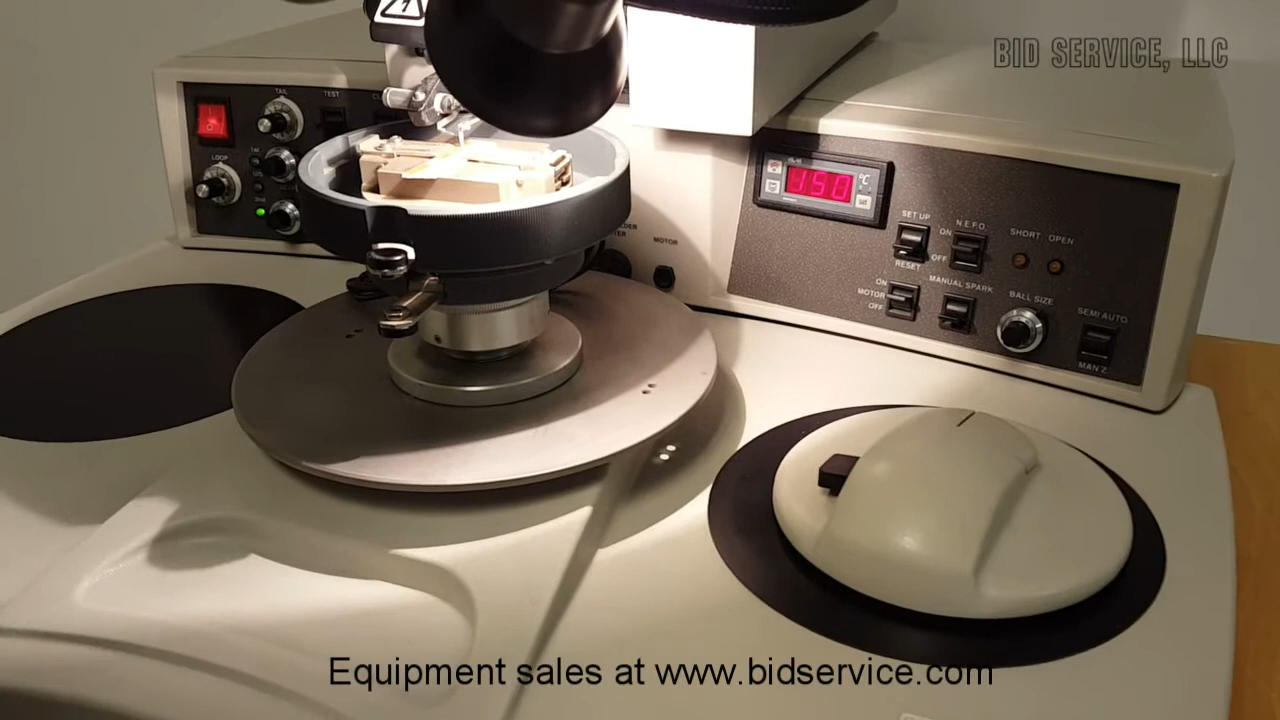 BID SERVICE, LLC
TAIL
TEST
LOOP
150
°C
SET UP
RESET
N.E.F.O.
ON
OFF
SHORT
OPEN
MOTOR
ON
MOTOR
OFF
MANUAL SPARK
BALL SIZE
SEMI AUTO
MAN Z
Equipment sales at www.bidservice.com